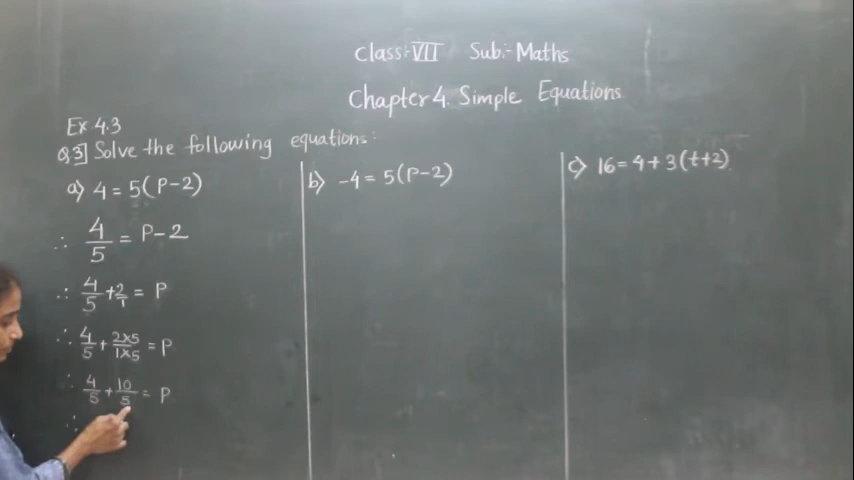 Class:- VII Sub:- Maths
Chapter 4. Simple Equations
Ex 4.3
Q.3] Solve the following equations:
a) 4 = 5(P-2)
∴ 4/5 = P-2
∴ 4/5 + 2/1 = P
∴ 4/5 + 2×5/1×5 = P
∴ 4/5 + 10/5 = P
∴
b) -4 = 5(P-2)
c) 16 = 4 + 3(t+2)